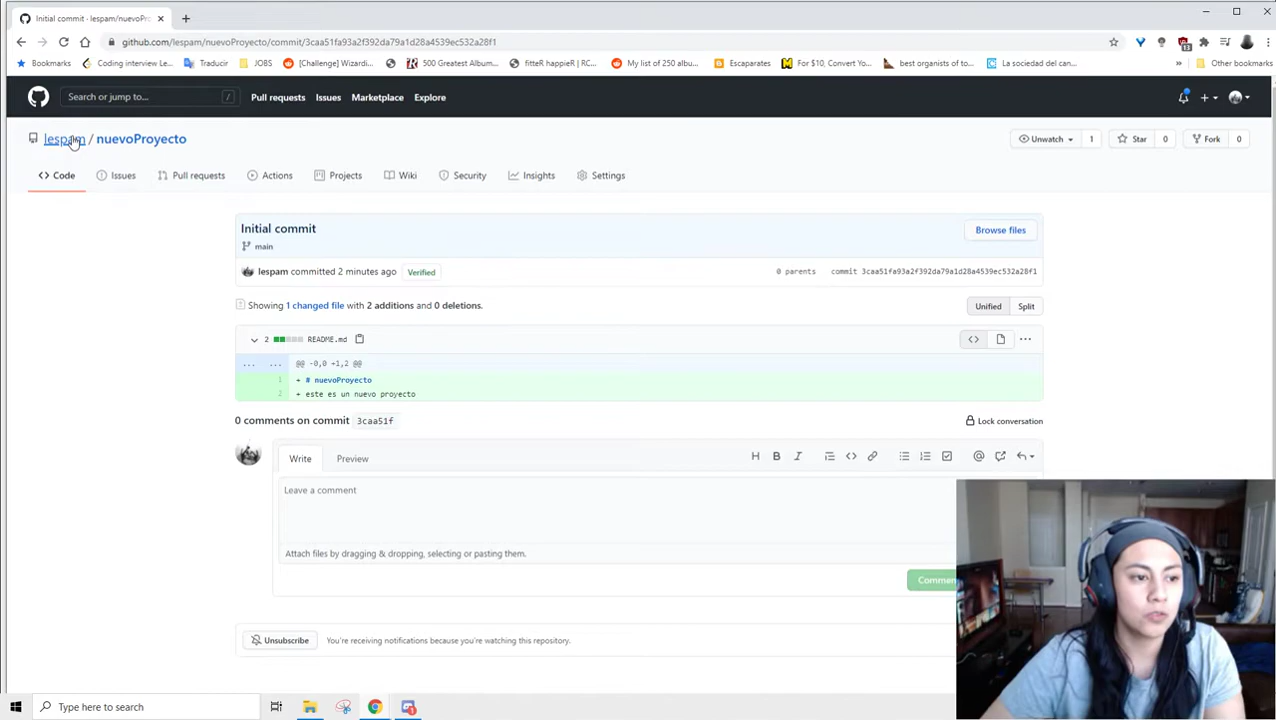 Initial commit · lespam/nuevoPro
github.com/lespam/nuevoProyecto/commit/3caa51fa93a2f392da79a1d28a4539ec532a28f1
Bookmarks
Coding interview Le...
Traducir
JOBS
[Challenge] Wizardi...
500 Greatest Album...
fitteR happieR | RC...
My list of 250 albu...
Escaparates
For $10, Convert Yo...
best organists of to...
La sociedad del can...
»
Other bookmarks
Search or jump to...
/
Pull requests
Issues
Marketplace
Explore
lespam / nuevoProyecto
Unwatch
1
Star
0
Fork
0
<> Code
Issues
Pull requests
Actions
Projects
Wiki
Security
Insights
Settings
Initial commit
Browse files
main
lespam committed 2 minutes ago
Verified
0 parents
commit 3caa51fa93a2f392da79a1d28a4539ec532a28f1
Showing 1 changed file with 2 additions and 0 deletions.
Unified
Split
2
README.md
...
... ... @@ -0,0 +1,2 @@
1 + # nuevoProyecto
2 + este es un nuevo proyecto
0 comments on commit 3caa51f
Lock conversation
Write
Preview
H B I
@
Leave a comment
Attach files by dragging & dropping, selecting or pasting them.
Commen
Unsubscribe
You're receiving notifications because you're watching this repository.
Type here to search